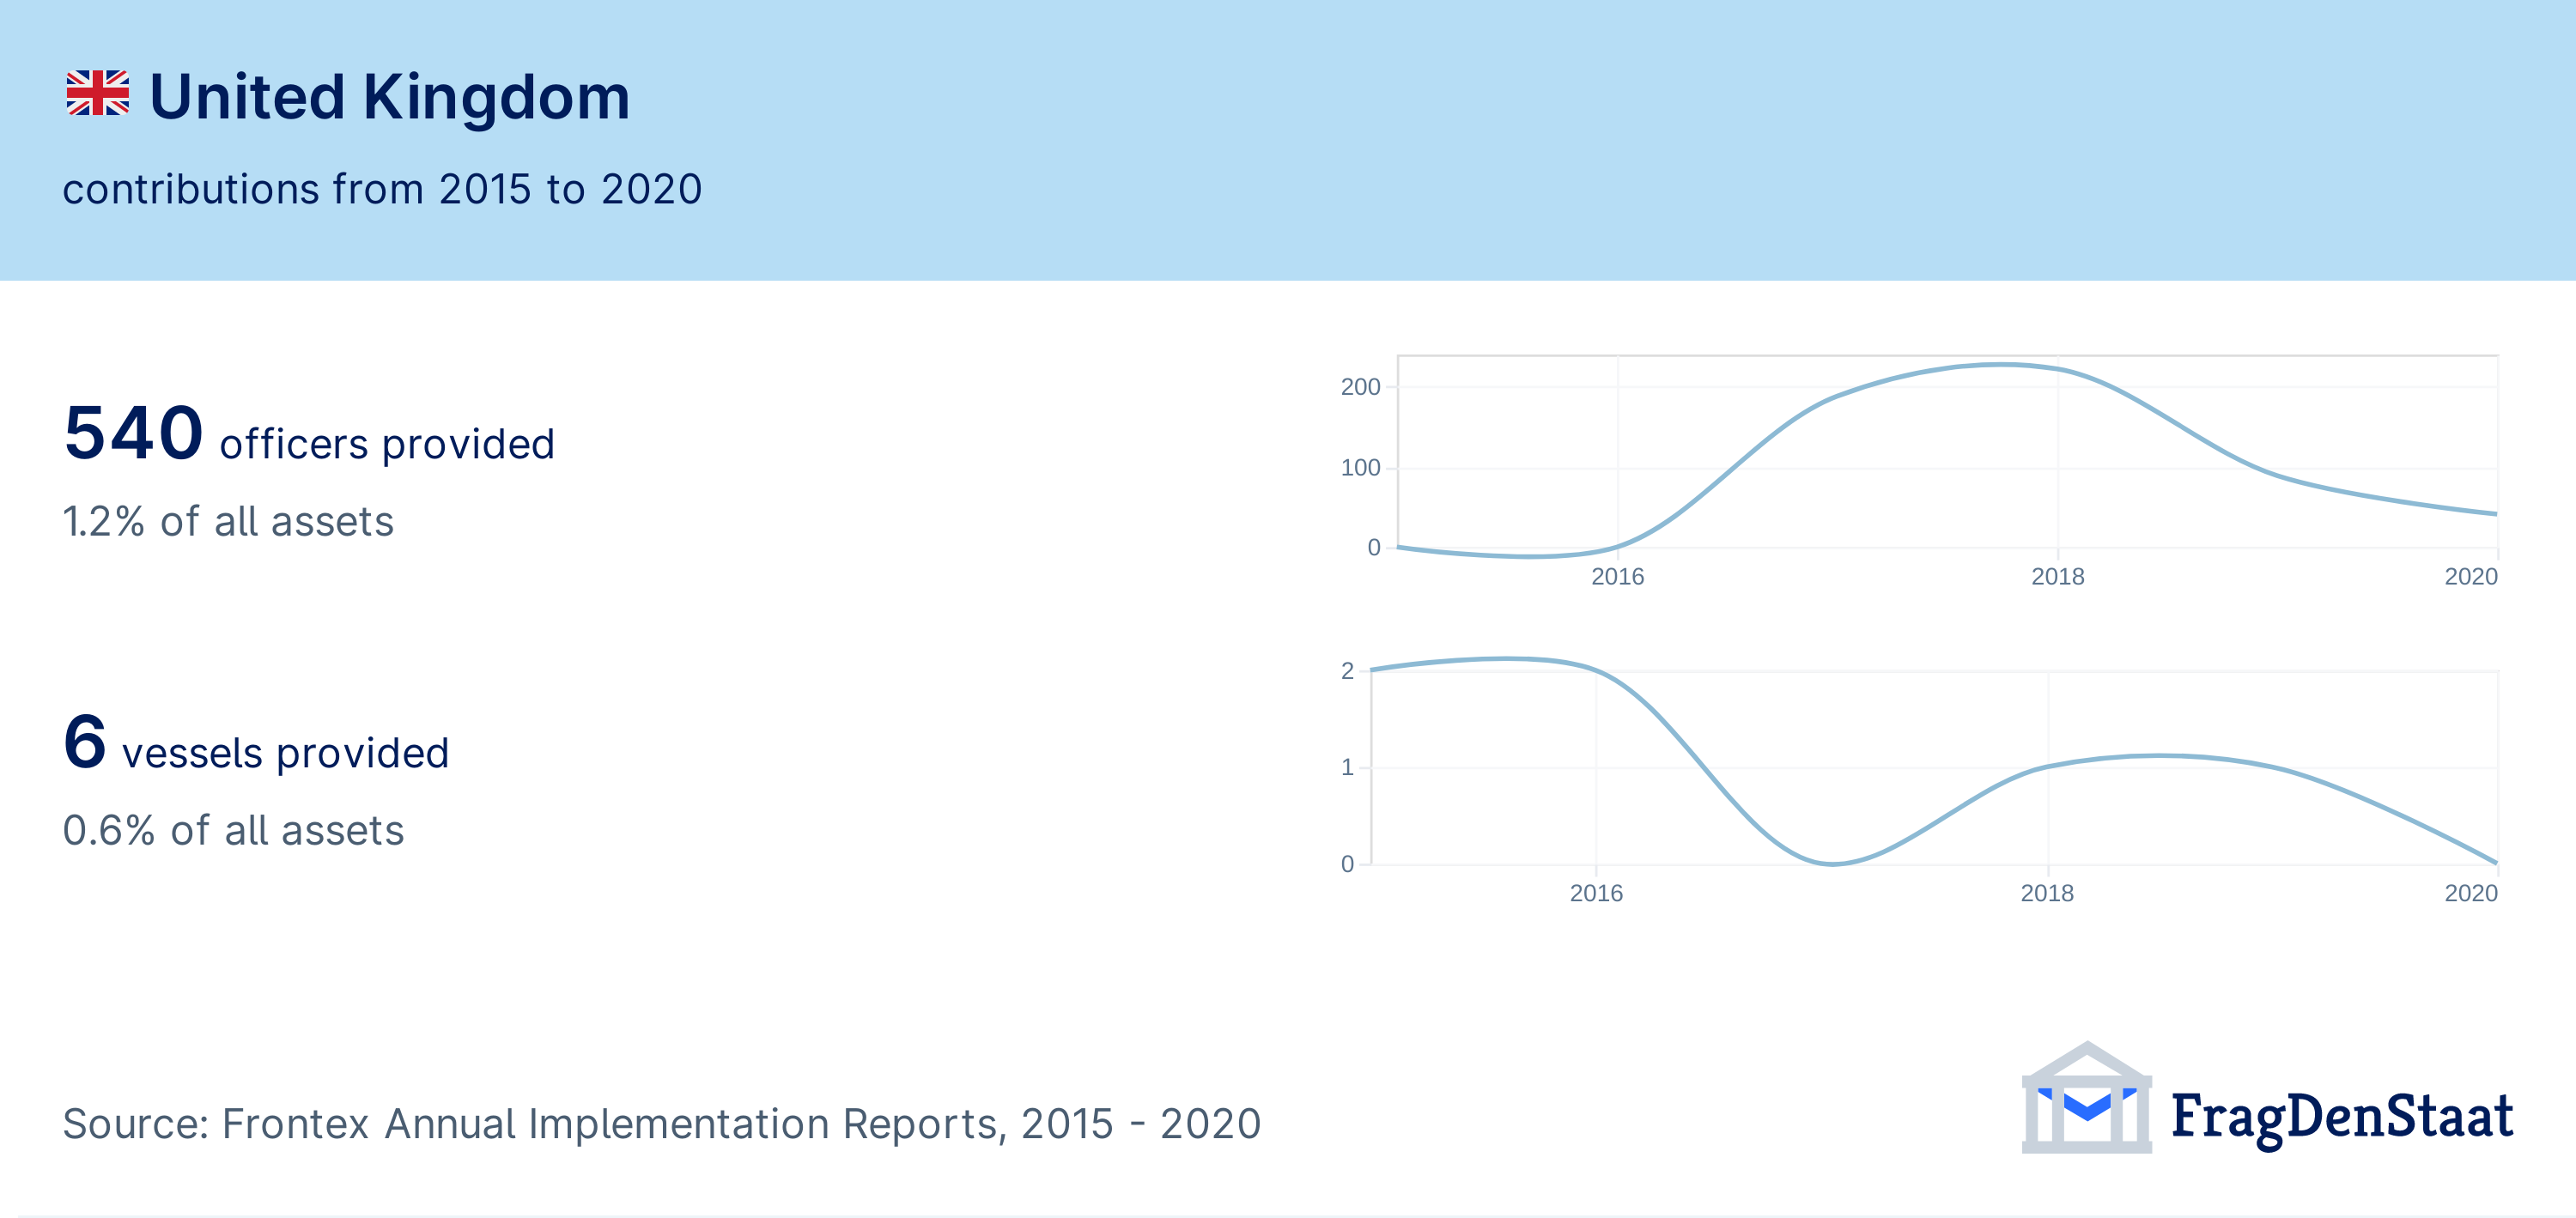 United Kingdom
contributions from 2015 to 2020
540 officers provided
1.2% of all assets
200
100
0
2016
2018
2020
6 vessels provided
0.6% of all assets
2
1
0
2016
2018
2020
Source: Frontex Annual Implementation Reports, 2015 - 2020
FragDenStaat